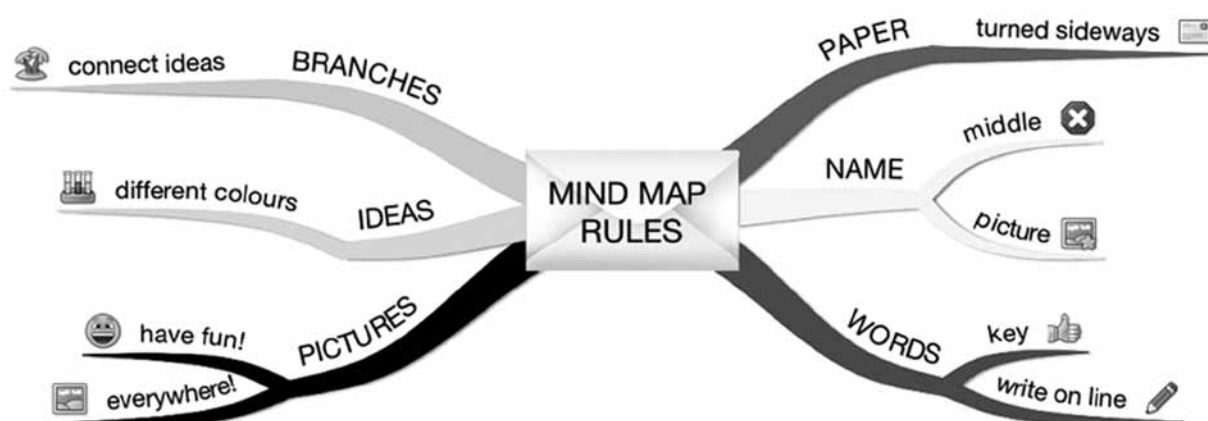 MIND MAP
RULES
PAPER
turned sideways
NAME
middle
picture
WORDS
key
write on line
PICTURES
everywhere!
have fun!
IDEAS
different colours
BRANCHES
connect ideas